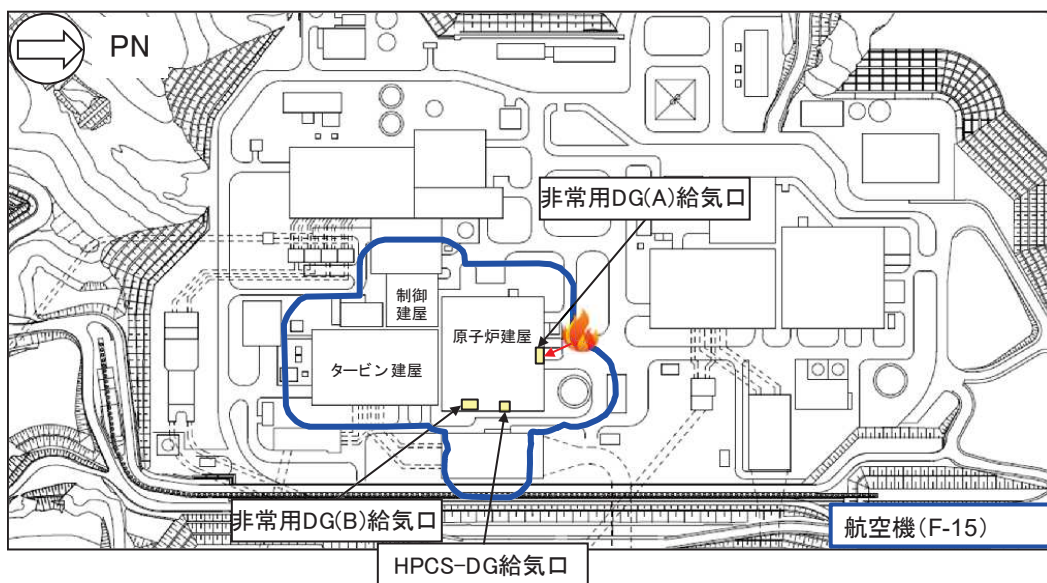 PN
非常用DG(A)給気口
制御
建屋
原子炉建屋
タービン建屋
非常用DG(B)給気口
航空機(F-15)
HPCS-DG給気口